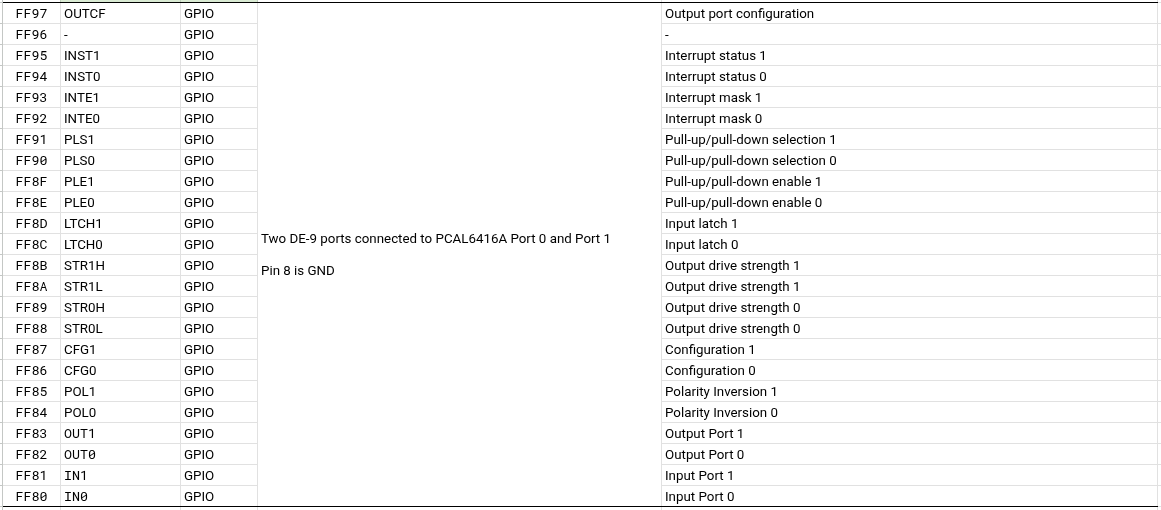 FF97 OUTCF GPIO Output port configuration
FF96 - GPIO -
FF95 INST1 GPIO Interrupt status 1
FF94 INST0 GPIO Interrupt status 0
FF93 INTE1 GPIO Interrupt mask 1
FF92 INTE0 GPIO Interrupt mask 0
FF91 PLS1 GPIO Pull-up/pull-down selection 1
FF90 PLS0 GPIO Pull-up/pull-down selection 0
FF8F PLE1 GPIO Pull-up/pull-down enable 1
FF8E PLE0 GPIO Pull-up/pull-down enable 0
FF8D LTCH1 GPIO Input latch 1
Two DE-9 ports connected to PCAL6416A Port 0 and Port 1
FF8C LTCH0 GPIO Input latch 0
FF8B STR1H GPIO Output drive strength 1
Pin 8 is GND
FF8A STR1L GPIO Output drive strength 1
FF89 STR0H GPIO Output drive strength 0
FF88 STR0L GPIO Output drive strength 0
FF87 CFG1 GPIO Configuration 1
FF86 CFG0 GPIO Configuration 0
FF85 POL1 GPIO Polarity Inversion 1
FF84 POL0 GPIO Polarity Inversion 0
FF83 OUT1 GPIO Output Port 1
FF82 OUT0 GPIO Output Port 0
FF81 IN1 GPIO Input Port 1
FF80 IN0 GPIO Input Port 0